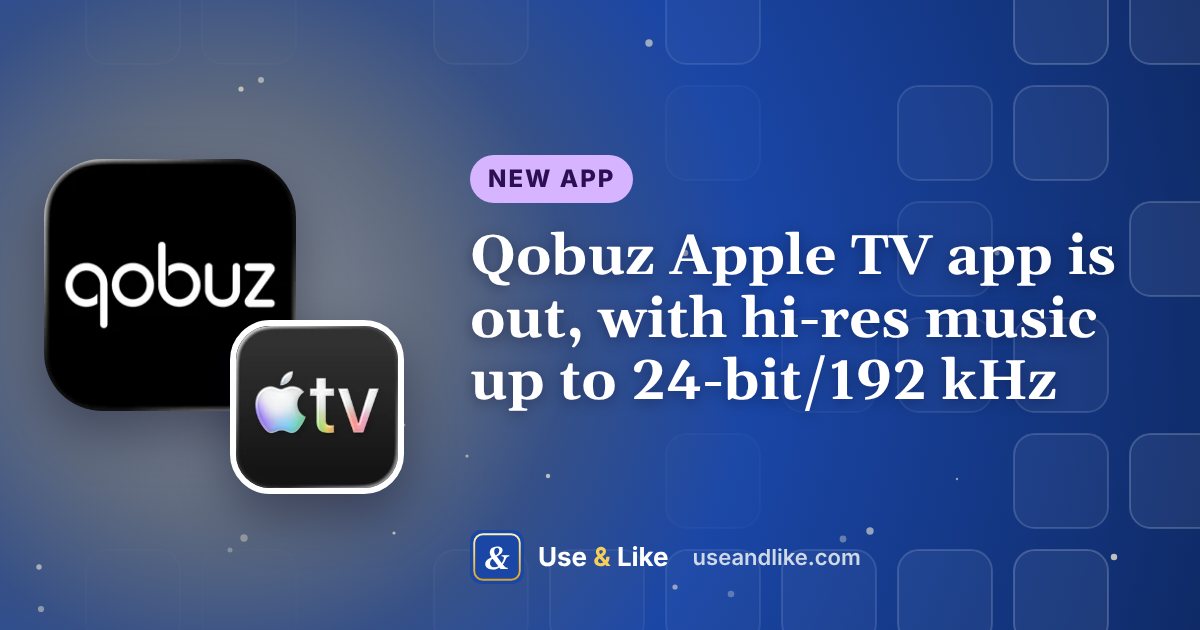 qobuz
tv
NEW APP
Qobuz Apple TV app is
out, with hi-res music
up to 24-bit/192 kHz
& Use & Like useandlike.com